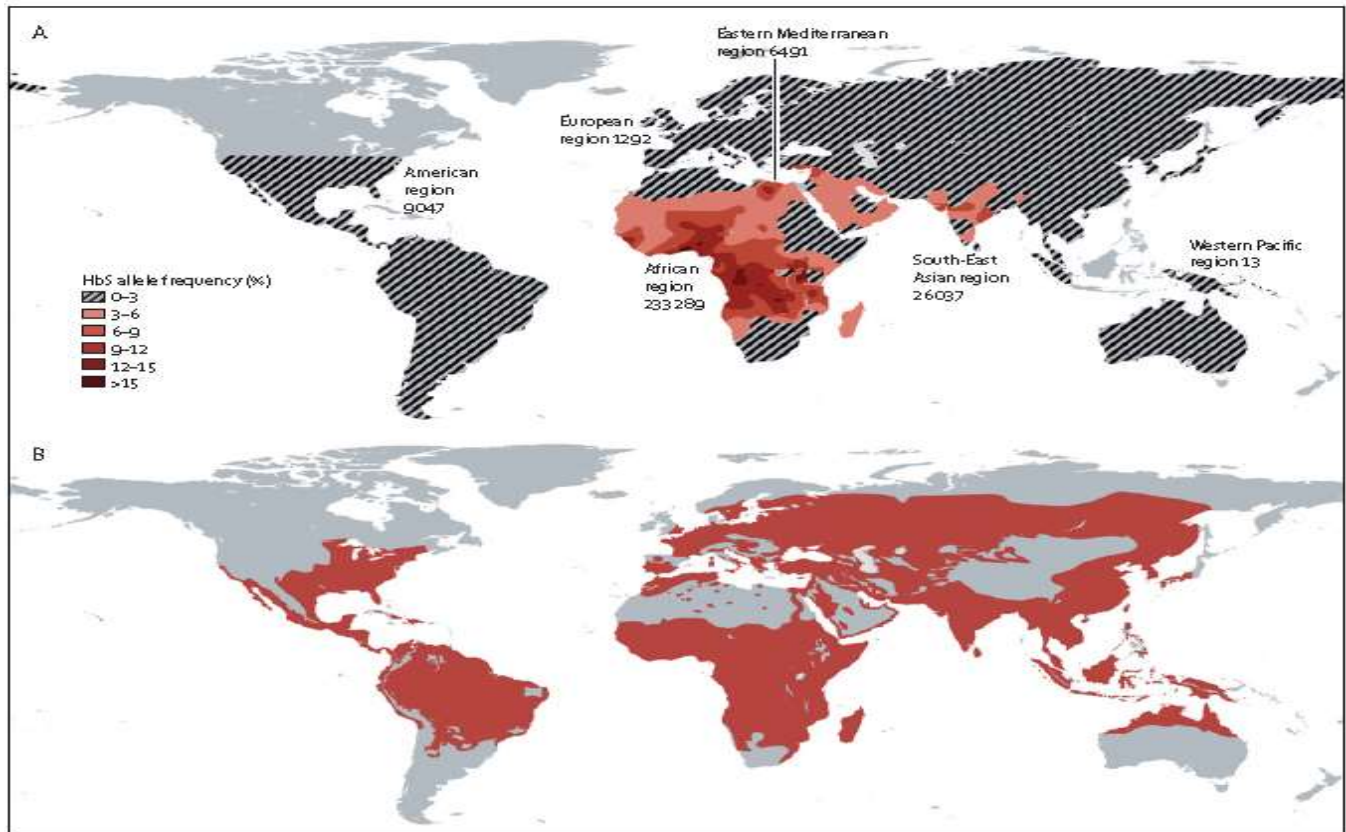 A
Eastern Mediterranean
region 6491
European
region 1292
American
region
9047
African
region
233 289
South-East
Asian region
26 037
Western Pacific
region 13
HbS allele frequency (%)
0–3
3–6
6–9
9–12
12–15
>15
B